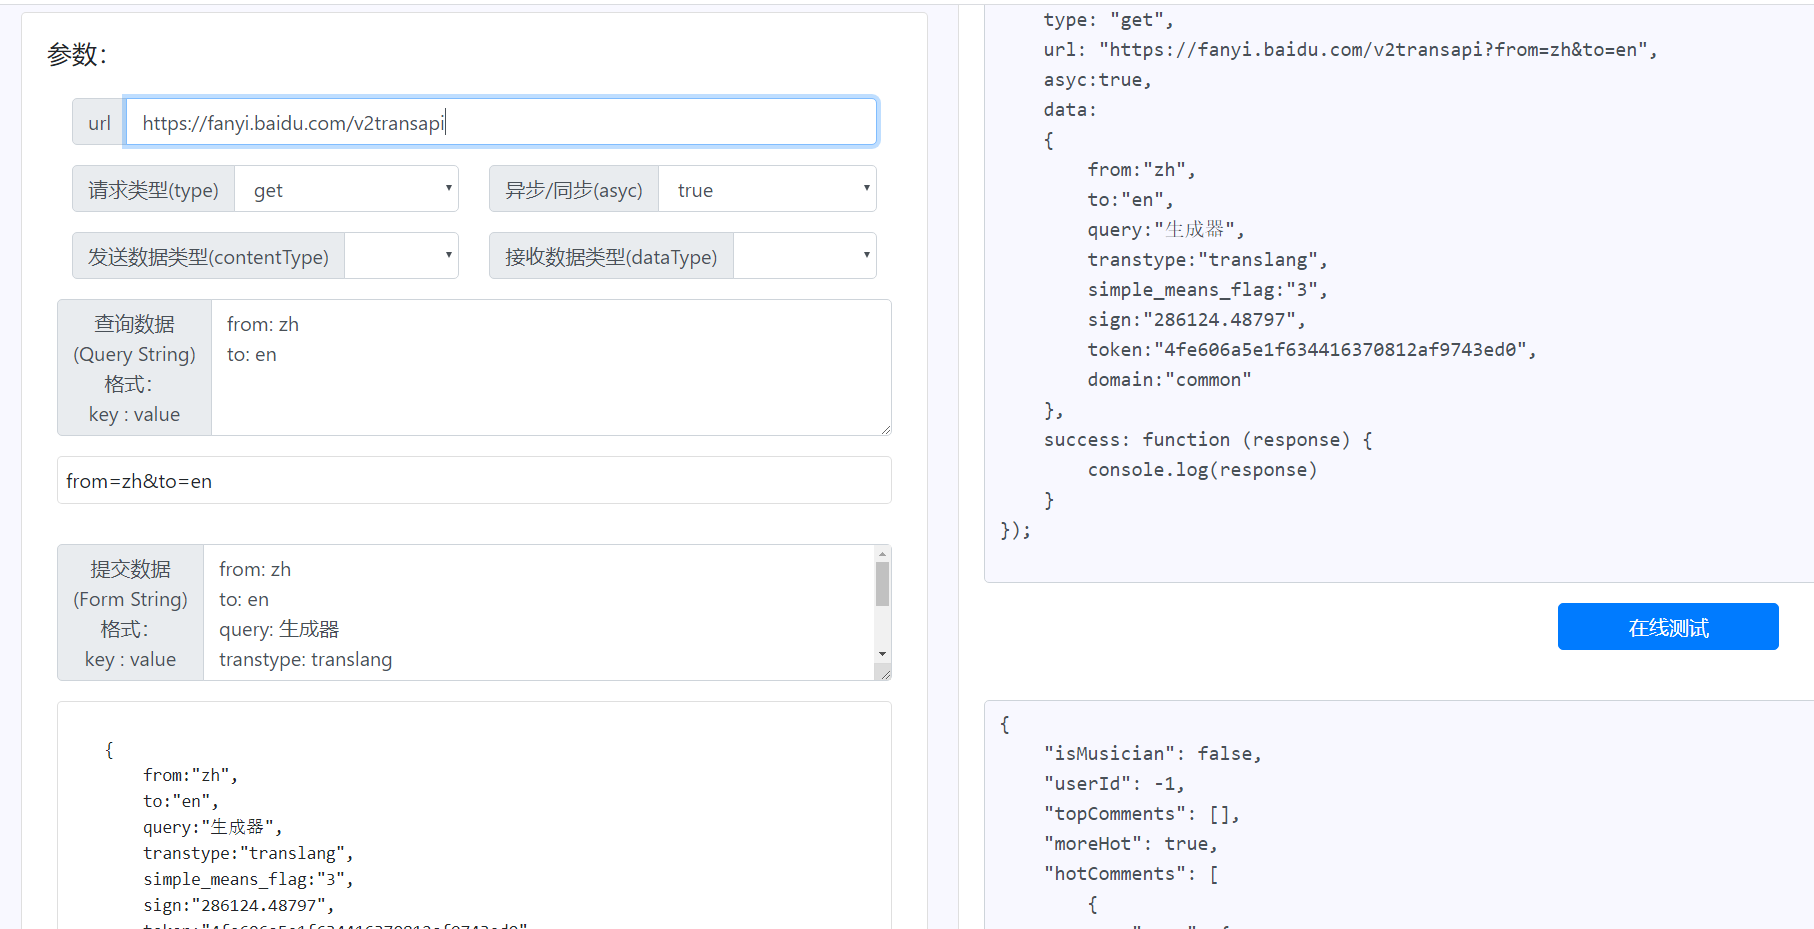 参数：
url
https://fanyi.baidu.com/v2transapi
请求类型(type)
get
异步/同步(asyc)
true
发送数据类型(contentType)
接收数据类型(dataType)
查询数据
(Query String)
格式：
key : value
from: zh
to: en
from=zh&to=en
提交数据
(Form String)
格式：
key : value
from: zh
to: en
query: 生成器
transtype: translang
{
from:"zh",
to:"en",
query:"生成器",
transtype:"translang",
simple_means_flag:"3",
sign:"286124.48797",
type: "get",
url: "https://fanyi.baidu.com/v2transapi?from=zh&to=en",
asyc:true,
data:
{
from:"zh",
to:"en",
query:"生成器",
transtype:"translang",
simple_means_flag:"3",
sign:"286124.48797",
token:"4fe606a5e1f634416370812af9743ed0",
domain:"common"
},
success: function (response) {
console.log(response)
}
});
在线测试
{
"isMusician": false,
"userId": -1,
"topComments": [],
"moreHot": true,
"hotComments": [
{